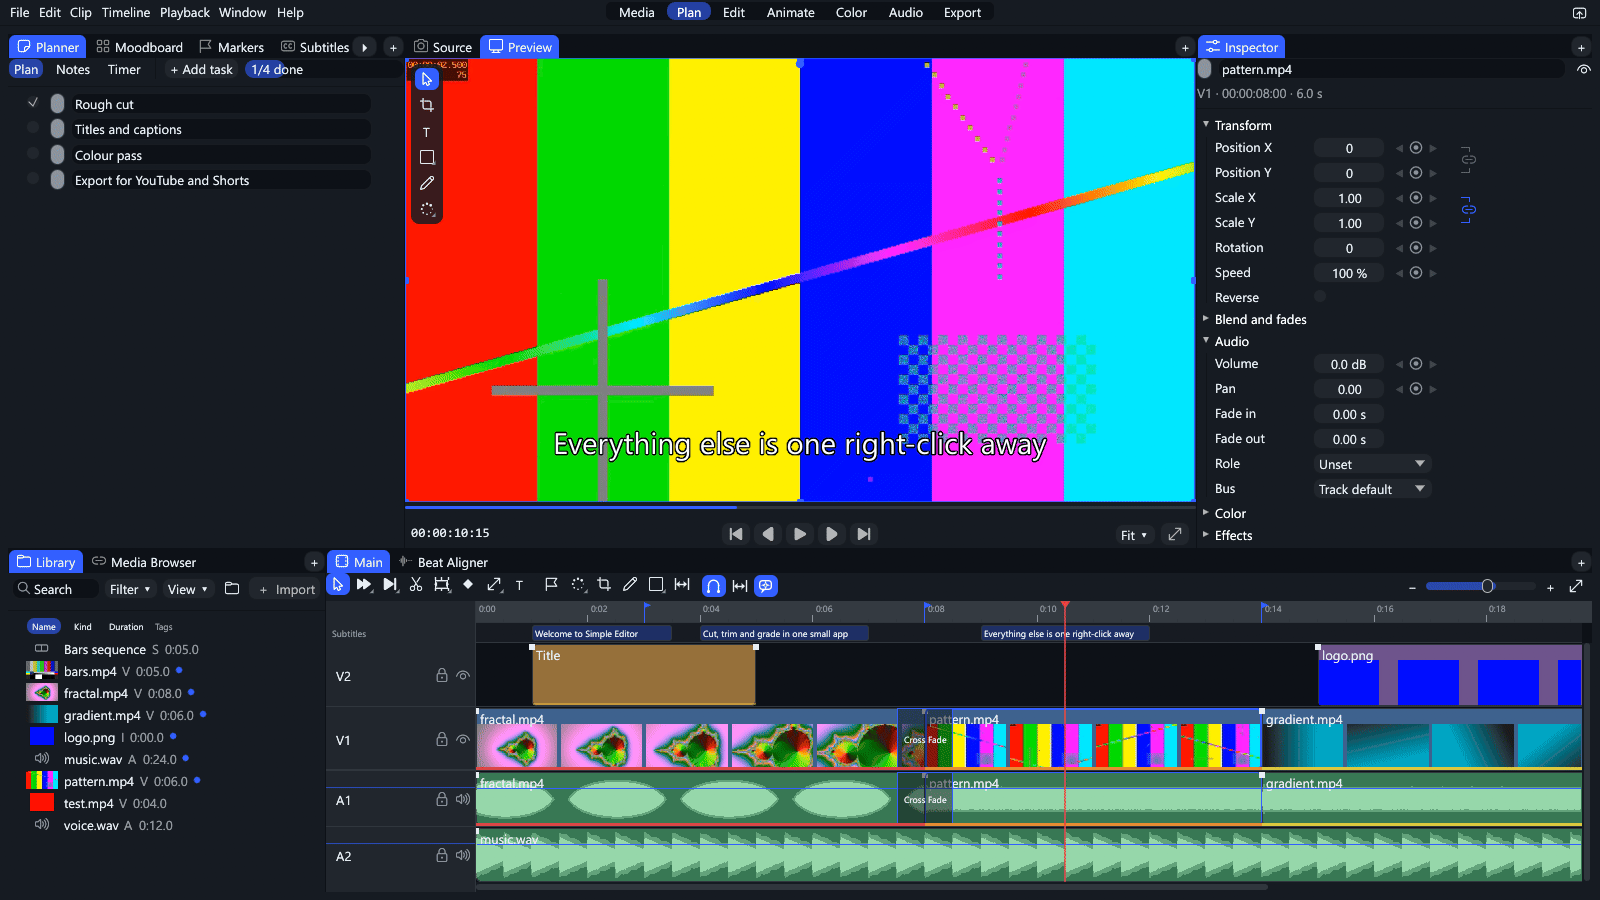 File Edit Clip Timeline Playback Window Help
Media Plan Edit Animate Color Audio Export
Planner Moodboard Markers Subtitles
Source Preview
Inspector
Plan Notes Timer + Add task 1/4 done
Rough cut
Titles and captions
Colour pass
Export for YouTube and Shorts
75
Everything else is one right-click away
00:00:10:15
Fit
pattern.mp4
V1 · 00:00:08:00 · 6.0 s
Transform
Position X 0
Position Y 0
Scale X 1.00
Scale Y 1.00
Rotation 0
Speed 100 %
Reverse
Blend and fades
Audio
Volume 0.0 dB
Pan 0.00
Fade in 0.00 s
Fade out 0.00 s
Role Unset
Bus Track default
Color
Effects
Library Media Browser
Search Filter View + Import
Name Kind Duration Tags
Bars sequence S 0:05.0
bars.mp4 V 0:05.0
fractal.mp4 V 0:08.0
gradient.mp4 V 0:06.0
logo.png I 0:00.0
music.wav A 0:24.0
pattern.mp4 V 0:06.0
test.mp4 V 0:04.0
voice.wav A 0:12.0
Main Beat Aligner
0:00 0:02 0:04 0:06 0:08 0:10 0:12 0:14 0:16 0:18
Subtitles Welcome to Simple Editor Cut, trim and grade in one small app Everything else is one right-click away
V2 Title logo.png
V1 fractal.mp4 Cross Fade pattern.mp4 gradient.mp4
A1 fractal.mp4 Cross Fade pattern.mp4 gradient.mp4
A2 music.wav